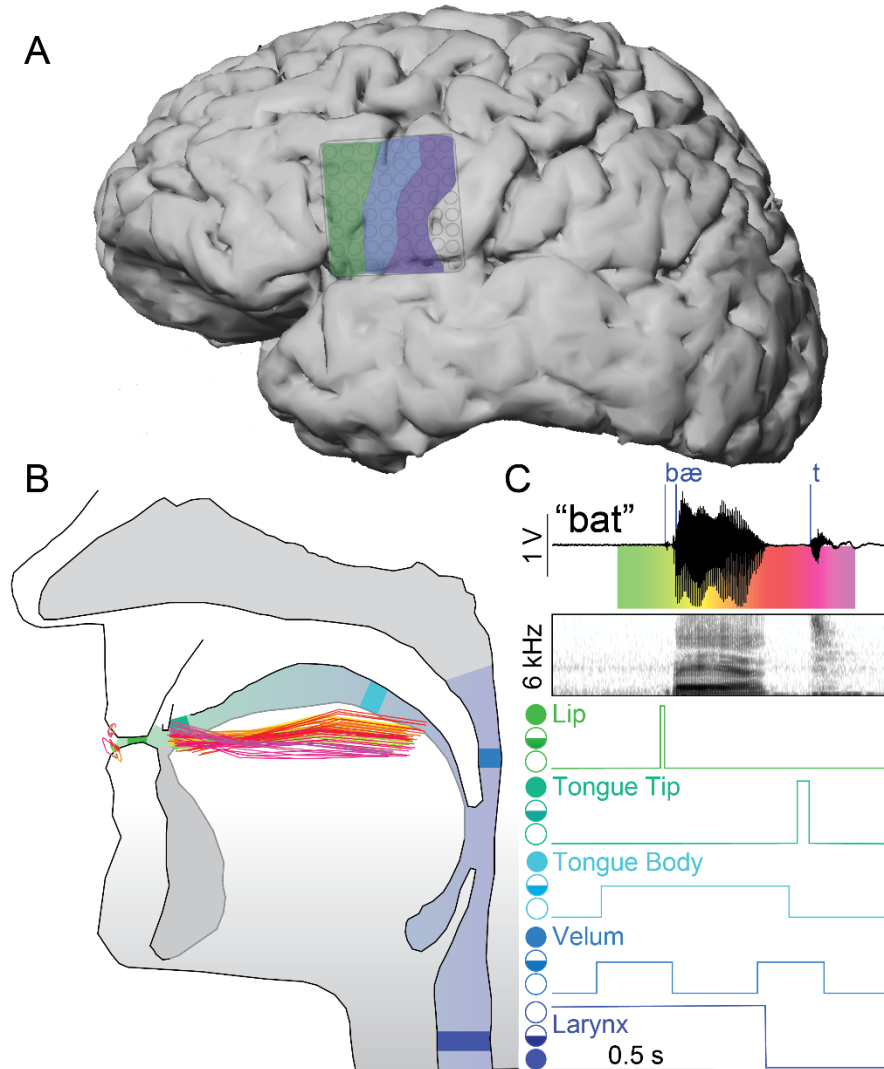 A
B
C
bæ
t
“bat”
1 V
6 kHz
Lip
Tongue Tip
Tongue Body
Velum
Larynx
0.5 s